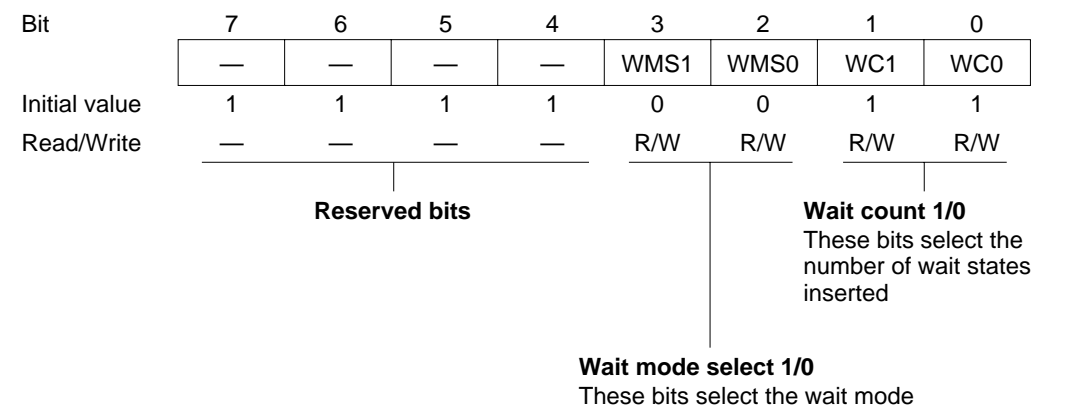 Bit 7 6 5 4 3 2 1 0
— — — — WMS1 WMS0 WC1 WC0
Initial value 1 1 1 1 0 0 1 1
Read/Write — — — — R/W R/W R/W R/W
Reserved bits
Wait count 1/0
These bits select the
number of wait states
inserted
Wait mode select 1/0
These bits select the wait mode